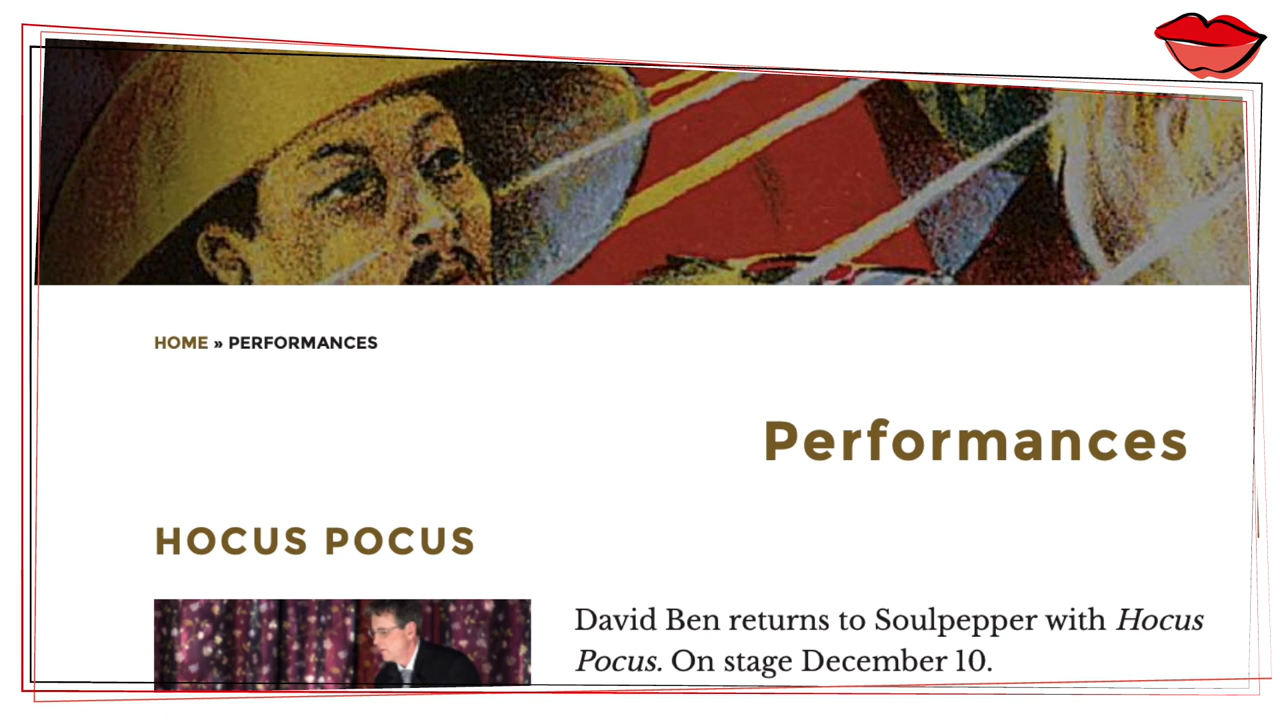 HOME » PERFORMANCES
Performances
HOCUS POCUS
David Ben returns to Soulpepper with Hocus
Pocus. On stage December 10.